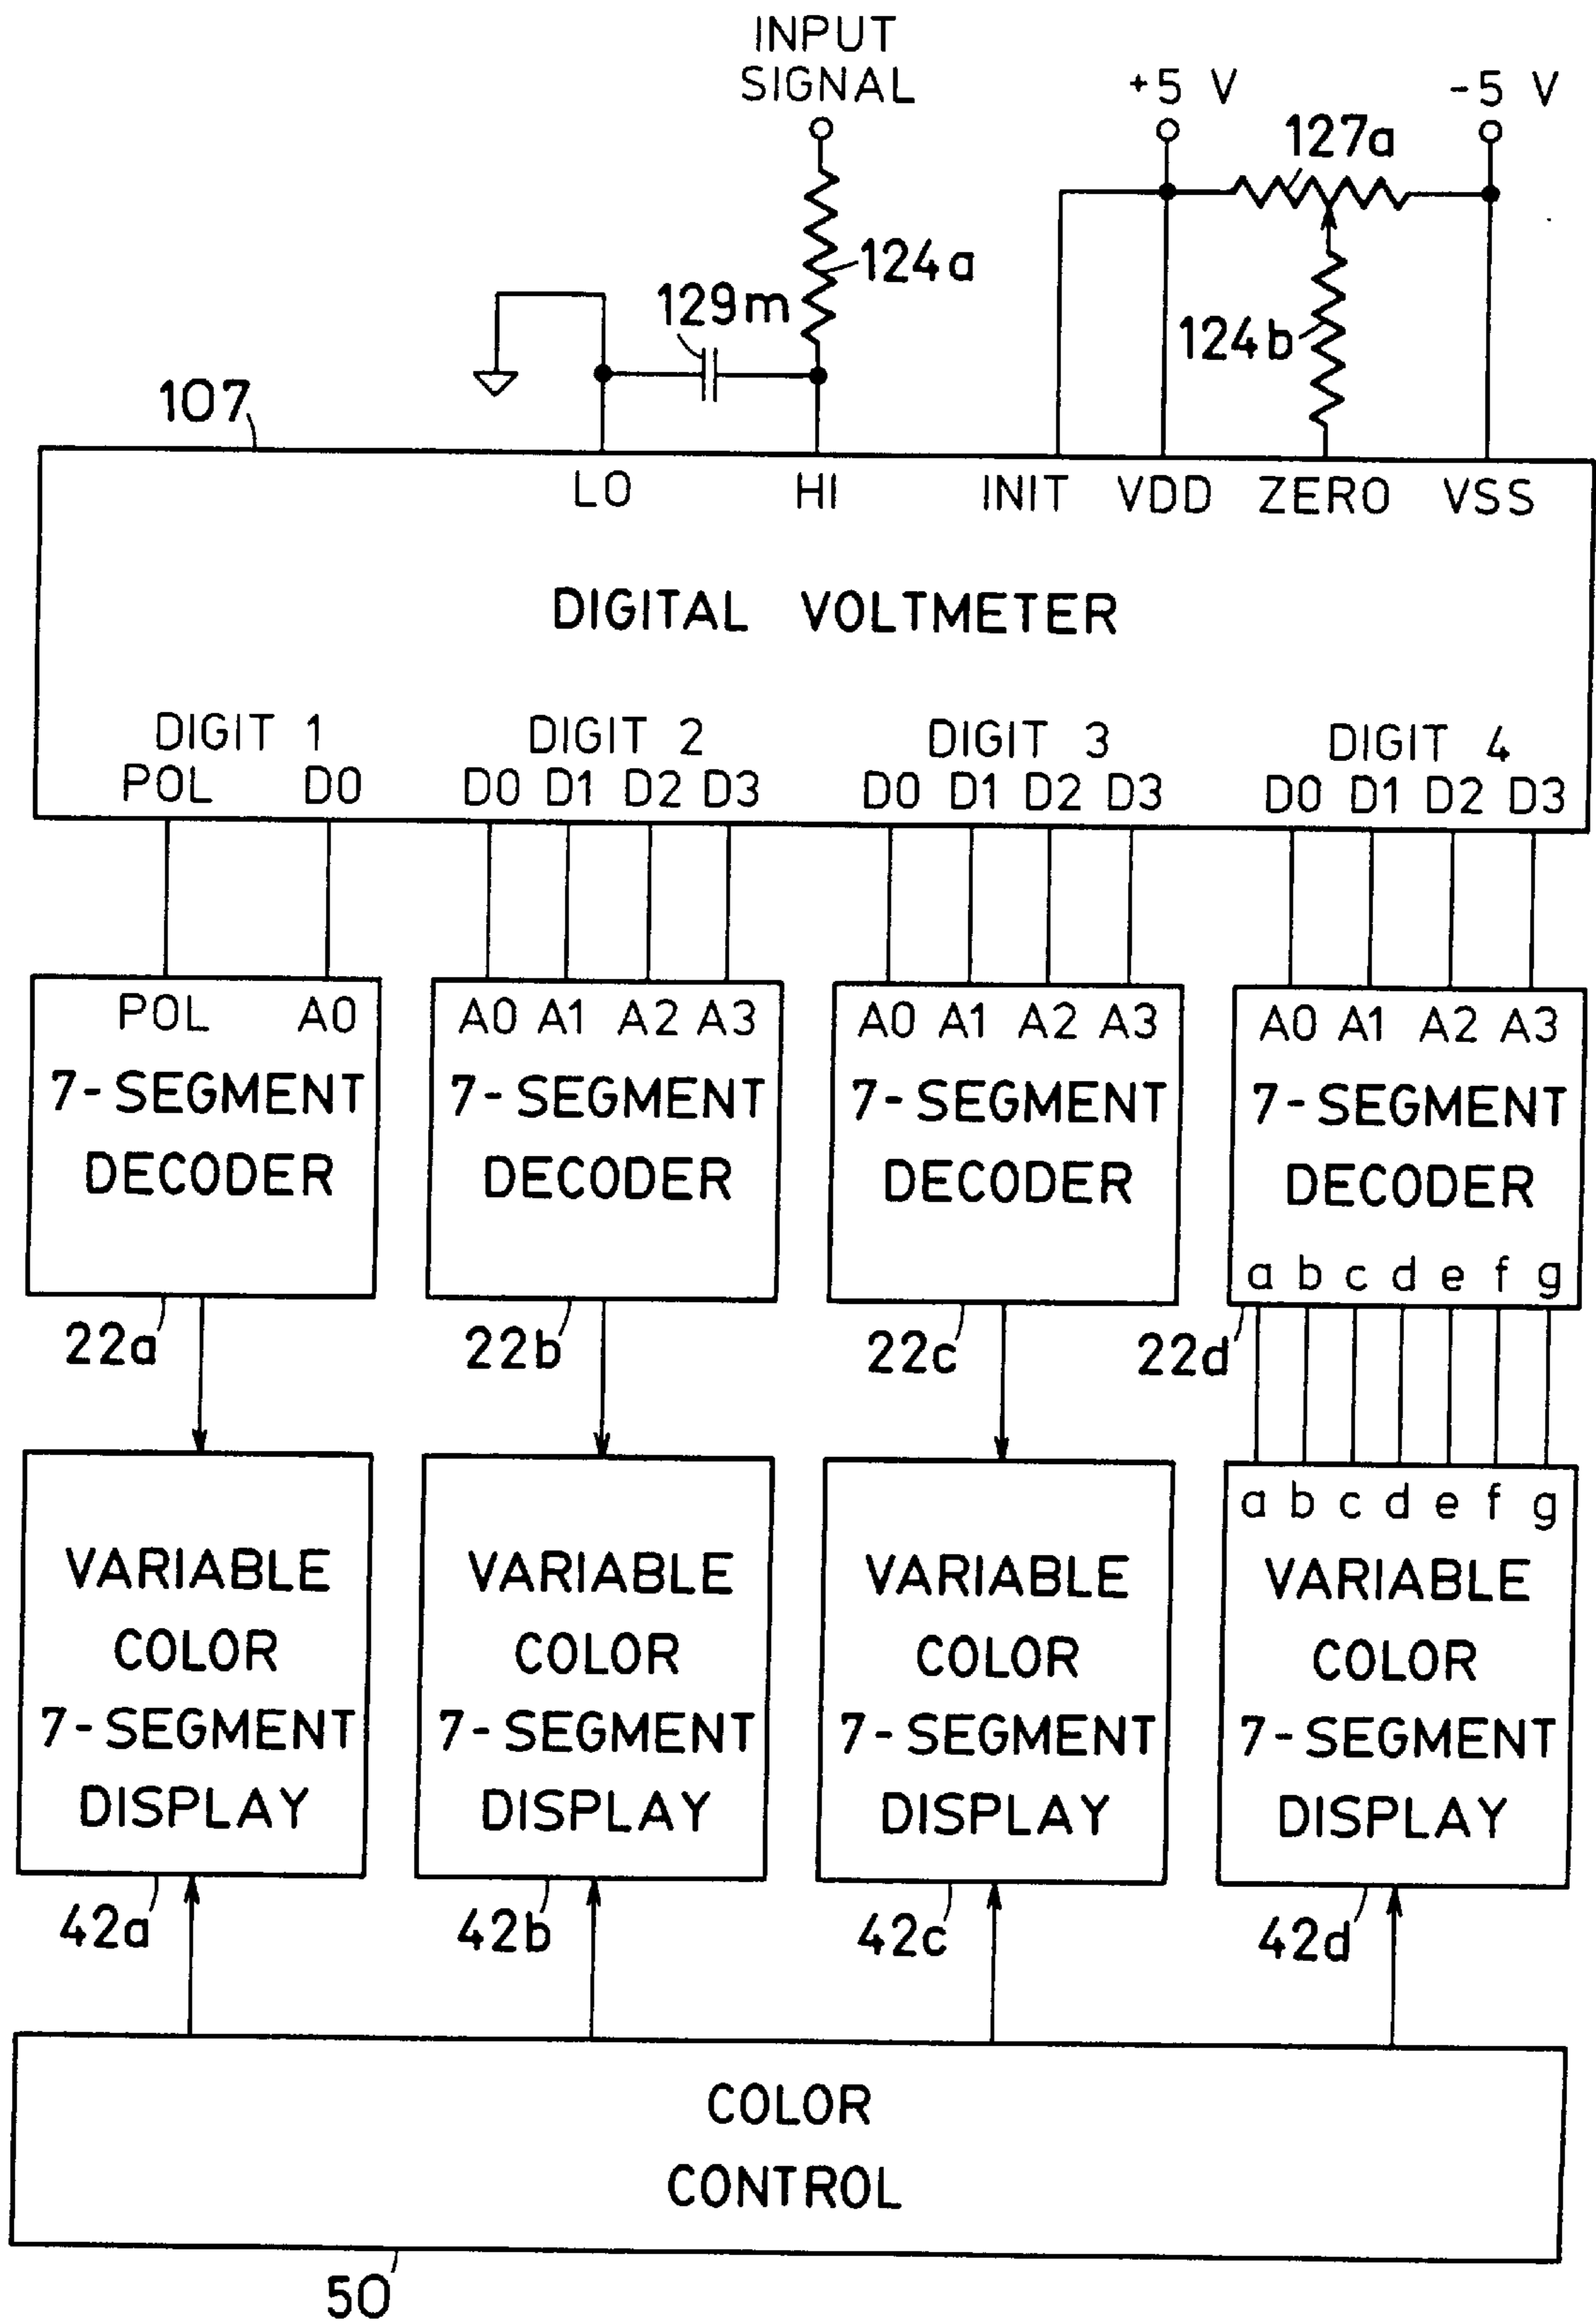 INPUT
SIGNAL
+5 V
-5 V
127a
124a
129m
124b
107
LO HI INIT VDD ZERO VSS
DIGITAL VOLTMETER
DIGIT 1 DIGIT 2 DIGIT 3 DIGIT 4
POL D0 D0 D1 D2 D3 D0 D1 D2 D3 D0 D1 D2 D3
POL A0
7-SEGMENT
DECODER
A0 A1 A2 A3
7-SEGMENT
DECODER
A0 A1 A2 A3
7-SEGMENT
DECODER
A0 A1 A2 A3
7-SEGMENT
DECODER
a b c d e f g
22a
22b
22c
22d
VARIABLE
COLOR
7-SEGMENT
DISPLAY
VARIABLE
COLOR
7-SEGMENT
DISPLAY
VARIABLE
COLOR
7-SEGMENT
DISPLAY
a b c d e f g
VARIABLE
COLOR
7-SEGMENT
DISPLAY
42a
42b
42c
42d
COLOR
CONTROL
50